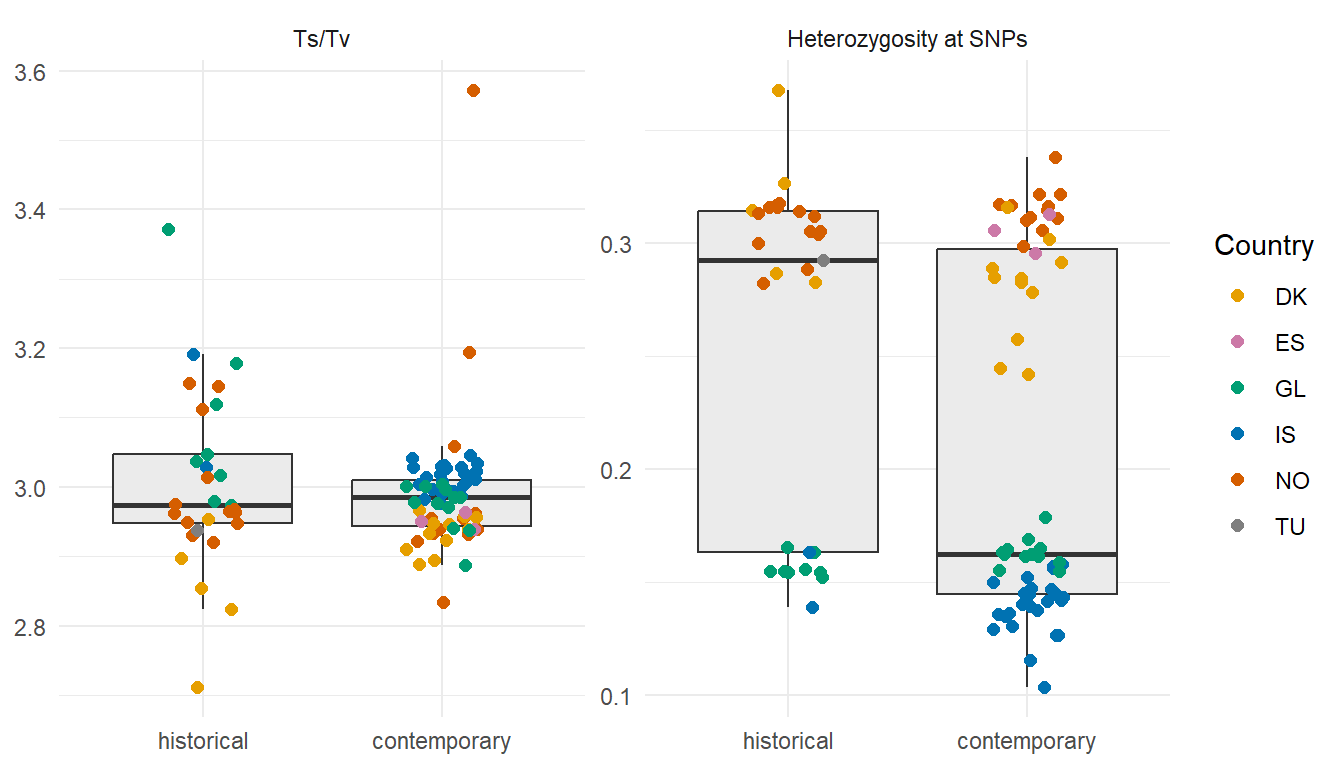 Ts/Tv
Heterozygosity at SNPs
3.6
3.4
3.2
3.0
2.8
0.3
0.2
0.1
historical
contemporary
historical
contemporary
Country
DK
ES
GL
IS
NO
TU